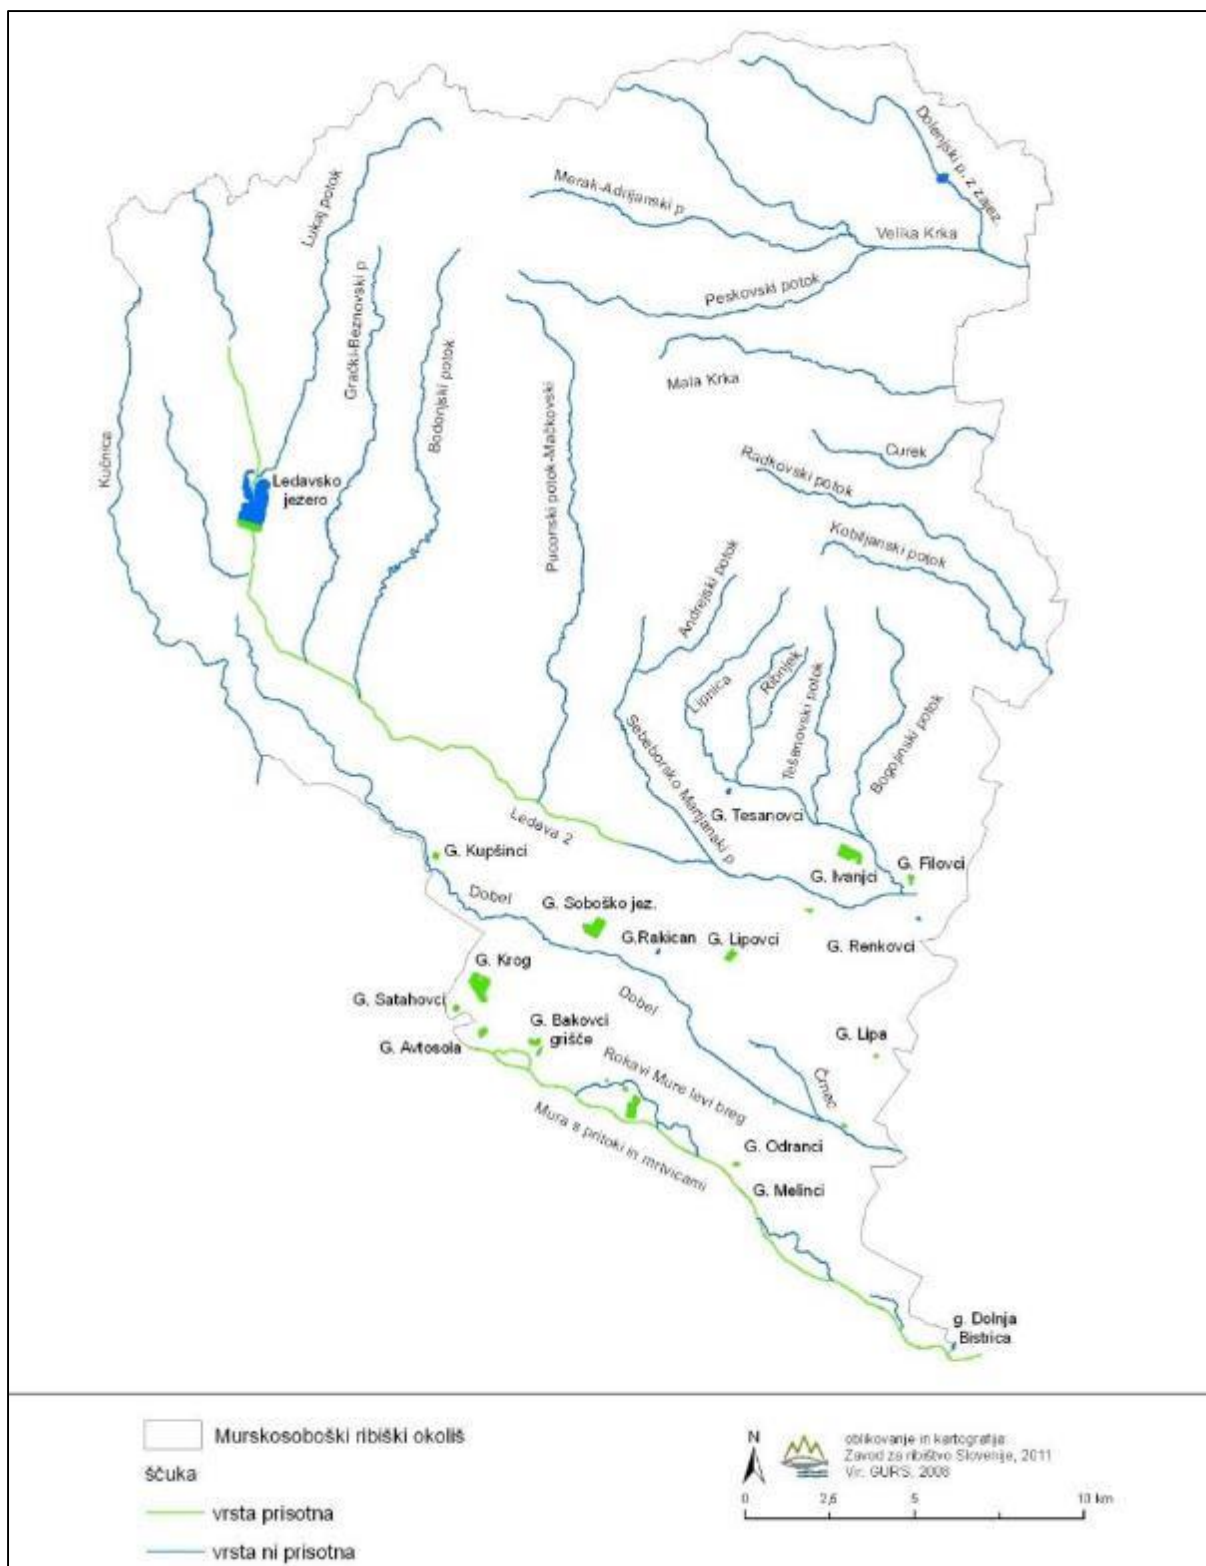 Dolenjski p. z zajez.
Merak-Adrijanski p
Velika Krka
Lukaj potok
Peskovski potok
Grački-Beznovski p
Bodonjski potok
Mala Krka
Puconski potok-Mačkovski
Kučnica
Curek
Radkovski potok
Ledavsko
jezero
Kobiljanski potok
Andrejski potok
Lipnica
Ribnjek
Tešanovski potok
Bogojinski potok
Sebeborsko Martjanski p
G. Tesanovci
Ledava 2
G. Kupšinci
G. Ivanjci
G. Filovci
Dobel
G. Soboško jez.
G.Rakican
G. Lipovci
G. Renkovci
G. Krog
G. Satahovci
Dobel
G. Bakovci
grišče
G. Lipa
G. Avtosola
Rokavi Mure levi breg
Črnec
Mura s pritoki in mrtvicami
G. Odranci
G. Melinci
g. Dolnja
Bistrica
Murskosoboški ribiški okoliš
ščuka
vrsta prisotna
vrsta ni prisotna
N
oblikovanje in kartografija:
Zavod za ribištvo Slovenije, 2011
Vir: GURS, 2008
0 2,5 5 10 km